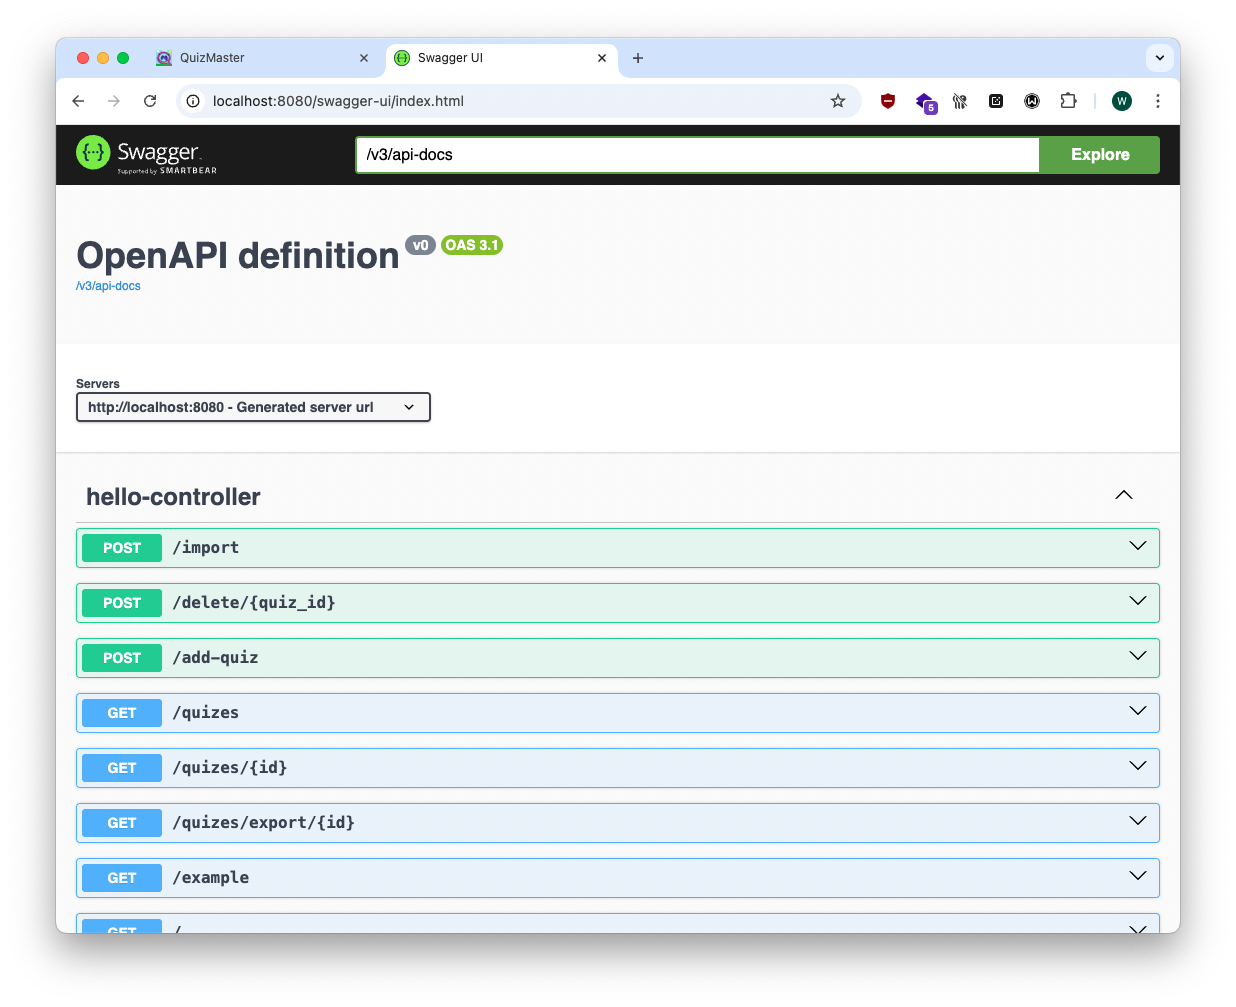 QuizMaster
Swagger UI
localhost:8080/swagger-ui/index.html
5
W
Swagger.
Supported by SMARTBEAR
/v3/api-docs
Explore
OpenAPI definition v0 OAS 3.1
/v3/api-docs
Servers
http://localhost:8080 - Generated server url
hello-controller
POST /import
POST /delete/{quiz_id}
POST /add-quiz
GET /quizes
GET /quizes/{id}
GET /quizes/export/{id}
GET /example
GET /